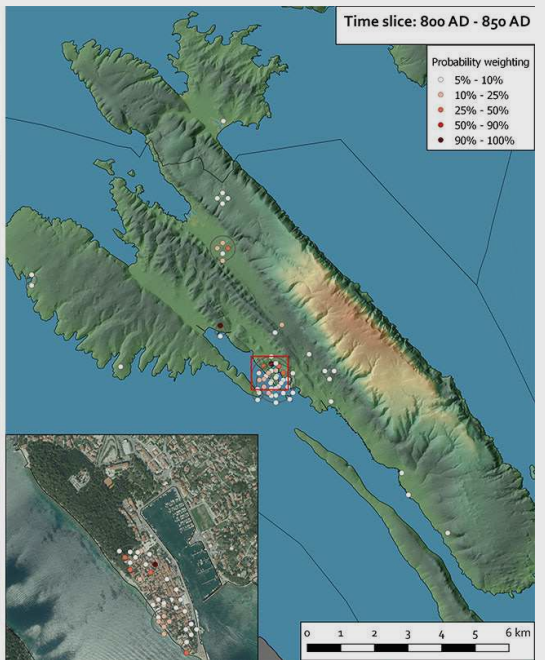 Time slice: 800 AD - 850 AD
Probability weighting
5% - 10%
10% - 25%
25% - 50%
50% - 90%
90% - 100%
0 1 2 3 4 5 6 km